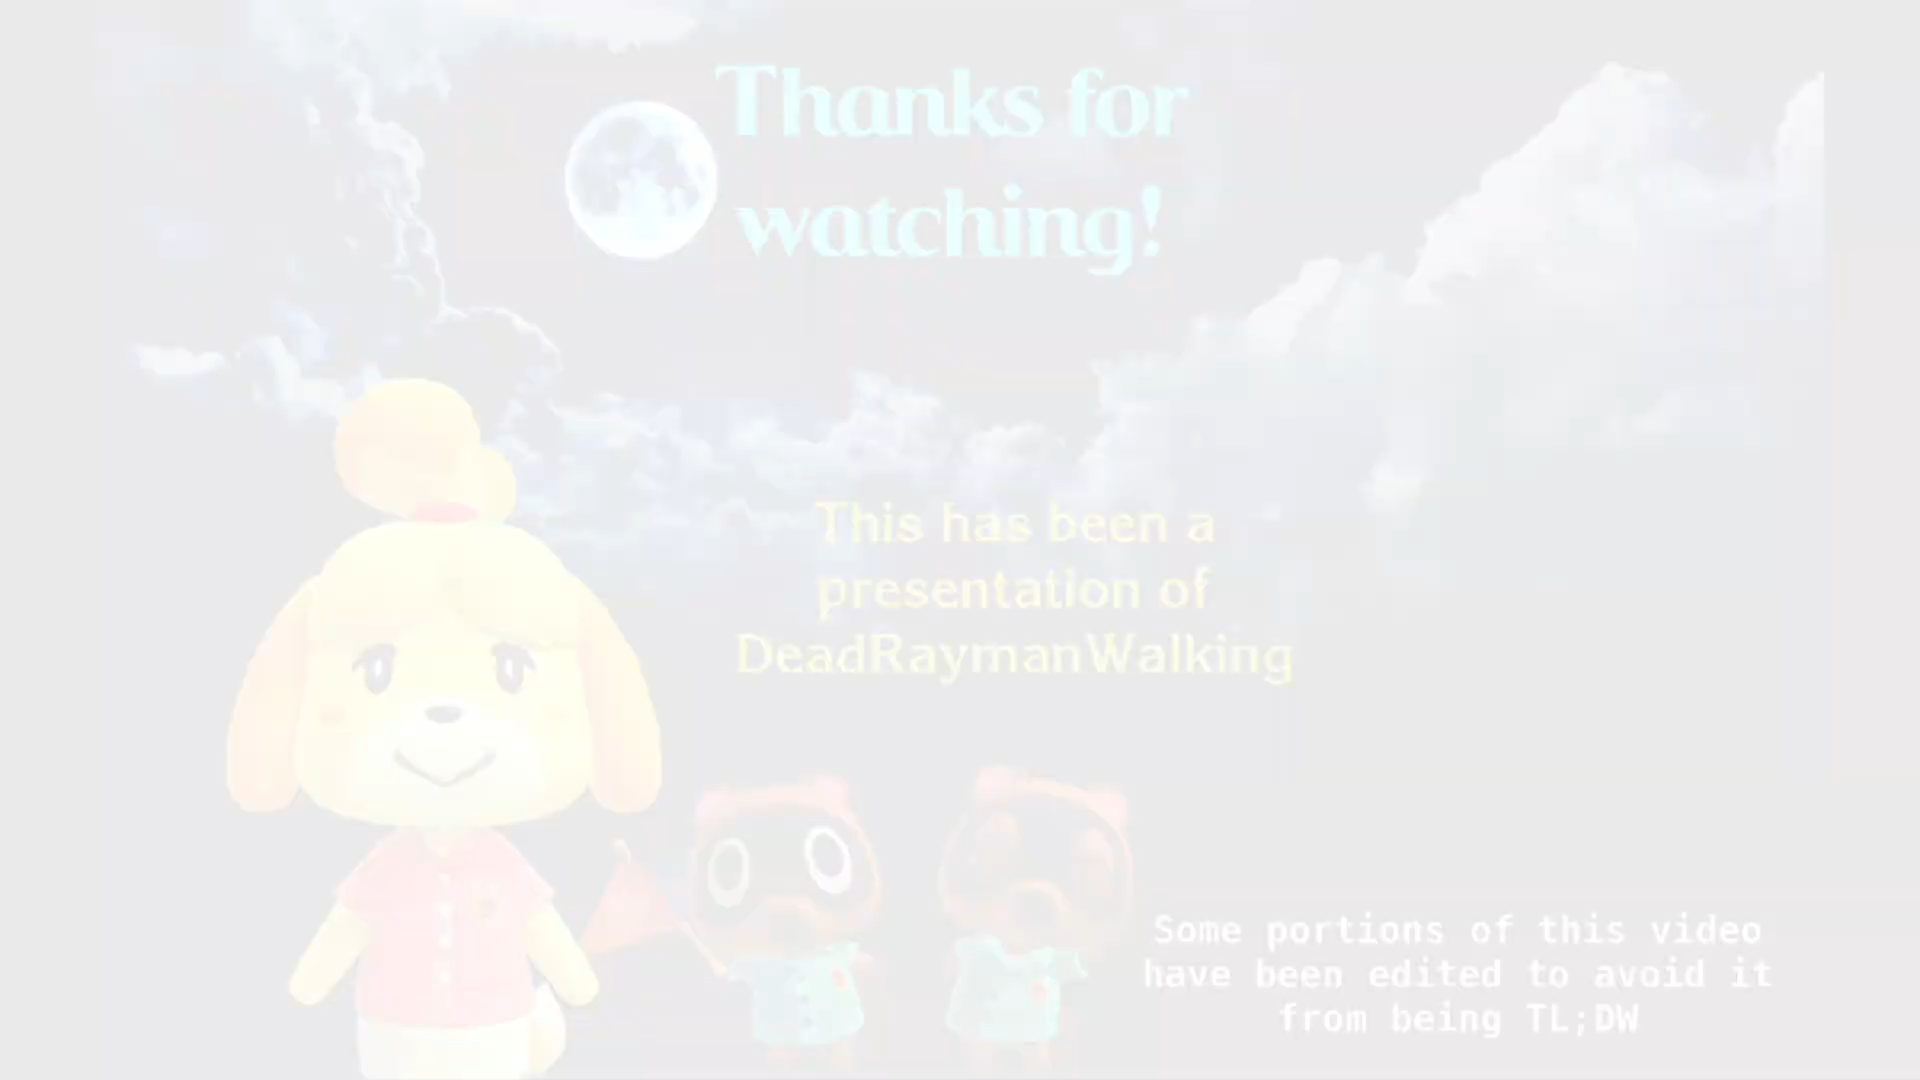 Thanks for
watching!
This has been a
presentation of
DeadRaymanWalking
Some portions of this video
have been edited to avoid it
from being TL;DW